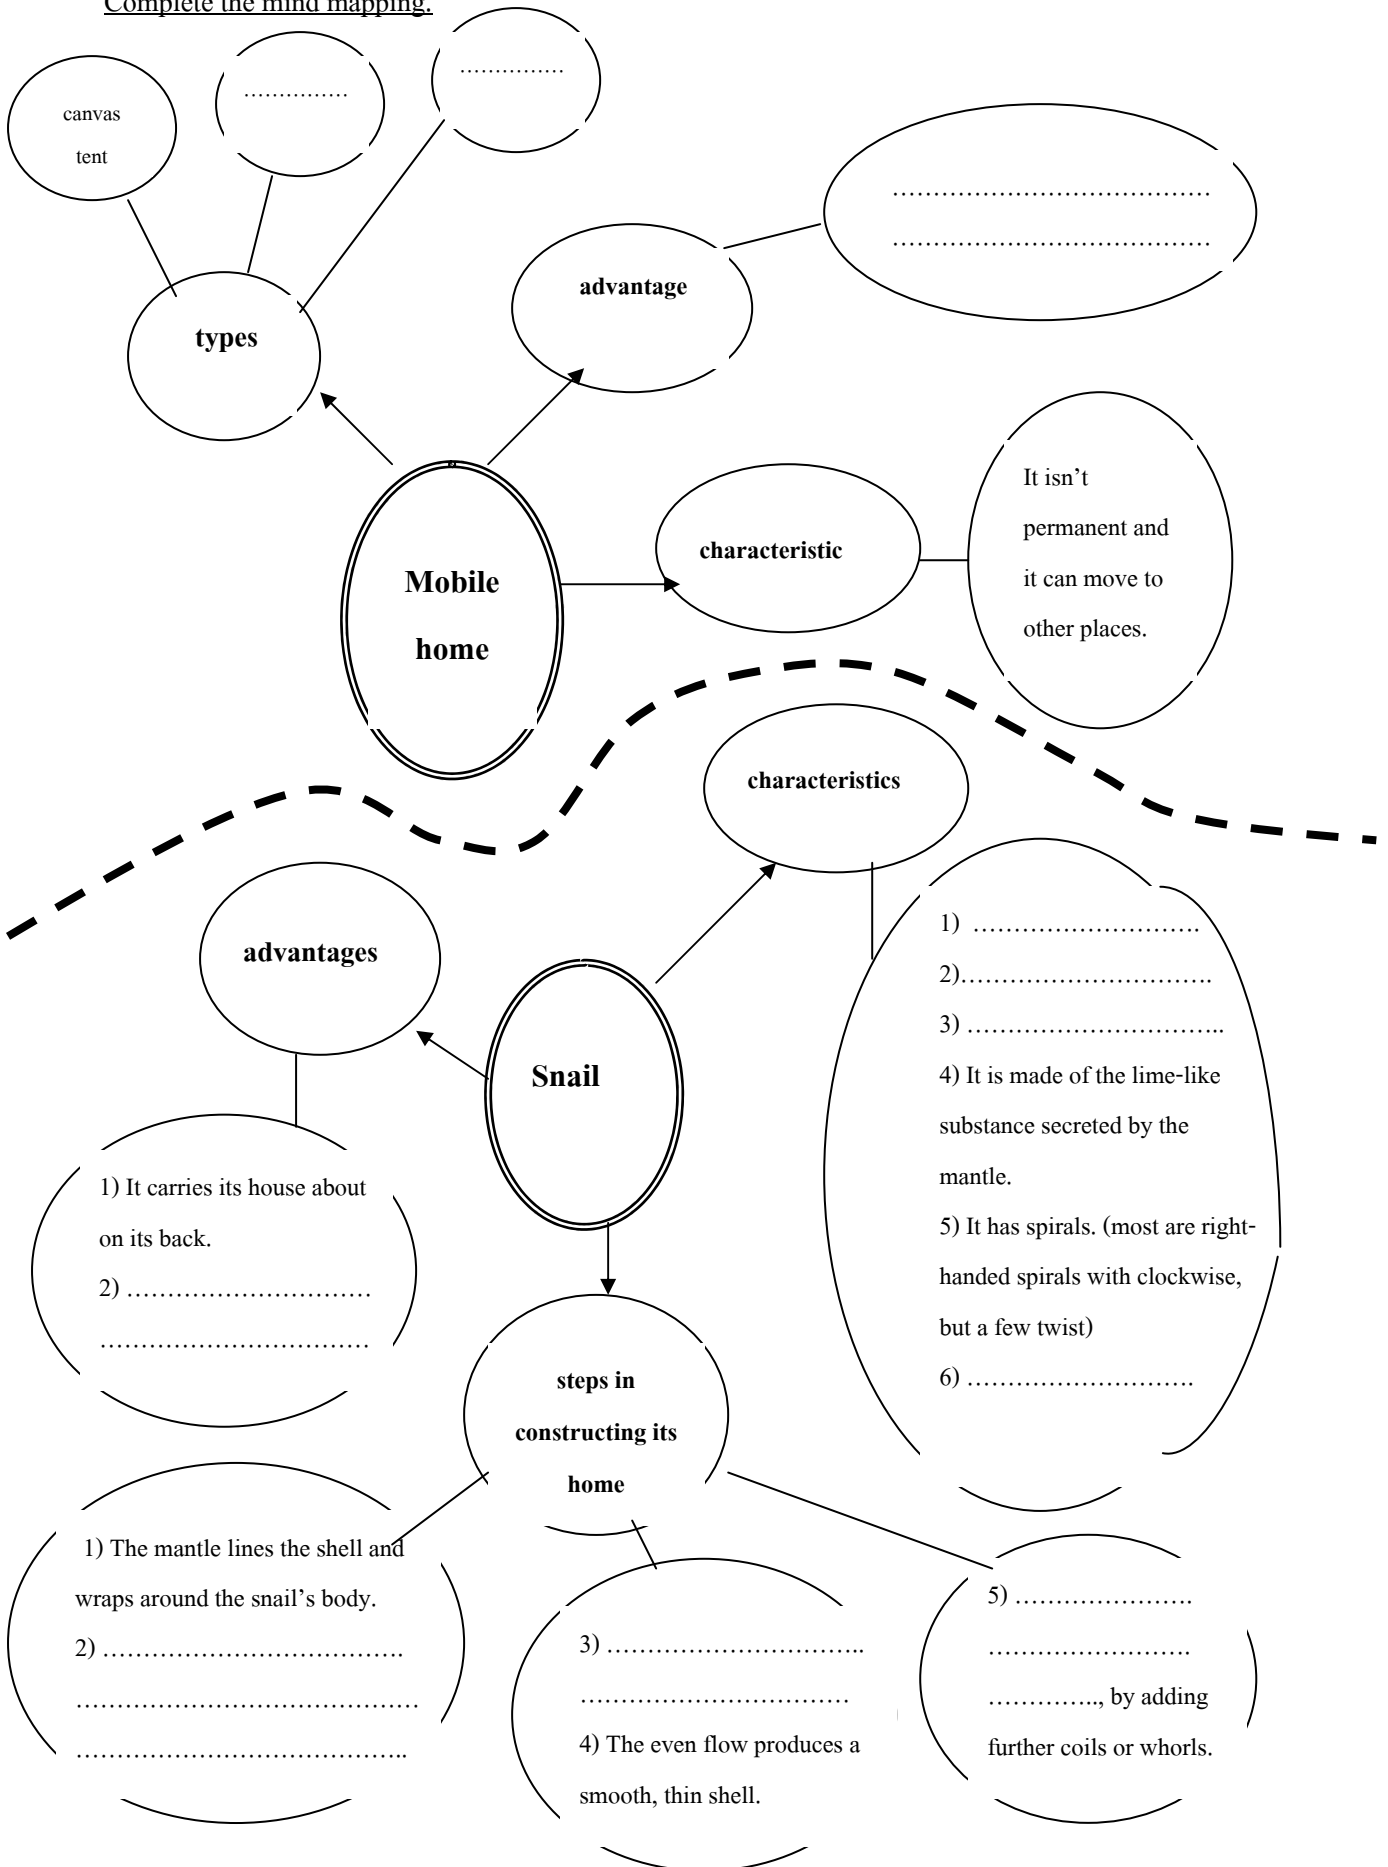 Complete the mind mapping.
canvas
tent
……………
……………
types
advantage
…………………………………
…………………………………
Mobile
home
characteristic
It isn’t
permanent and
it can move to
other places.
characteristics
1) ……………………….
2)………………………….
3) …………………………..
4) It is made of the lime-like
substance secreted by the
mantle.
5) It has spirals. (most are right-
handed spirals with clockwise,
but a few twist)
6) ……………………….
advantages
Snail
1) It carries its house about
on its back.
2) …………………………
……………………………
steps in
constructing its
home
1) The mantle lines the shell and
wraps around the snail’s body.
2) ……………………………….
……………………………………
…………………………………..
3) …………………………..
……………………………
4) The even flow produces a
smooth, thin shell.
5) ………………….
…………………….
………….., by adding
further coils or whorls.